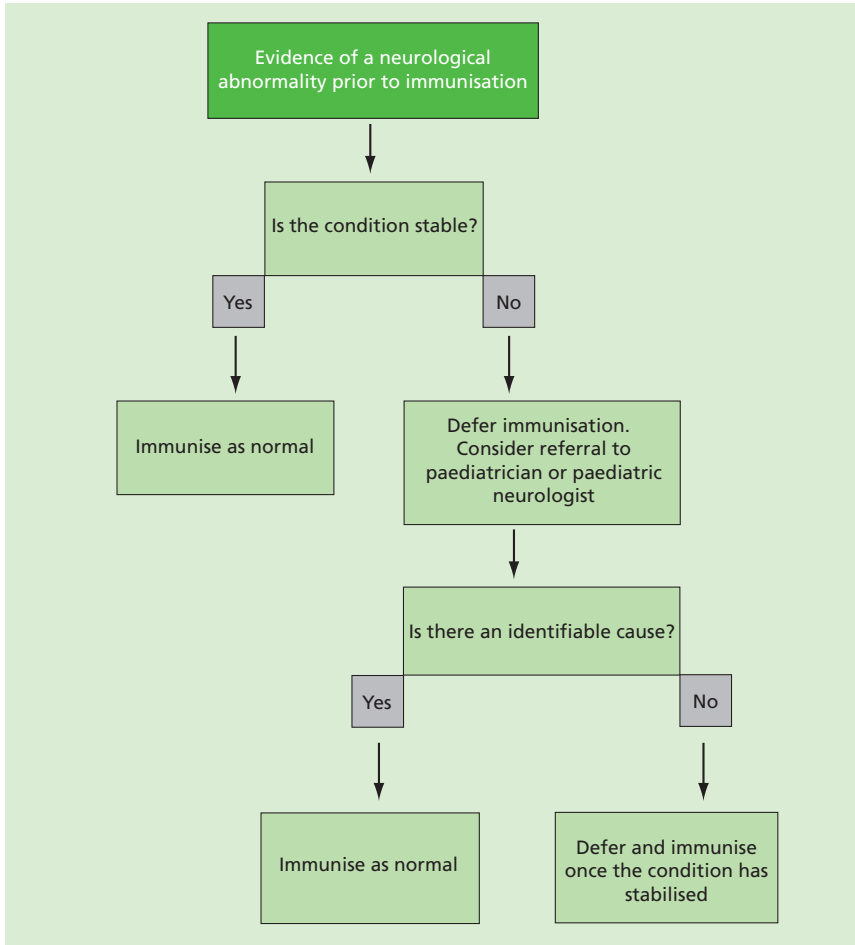 Evidence of a neurological
abnormality prior to immunisation
Is the condition stable?
Yes
No
Immunise as normal
Defer immunisation.
Consider referral to
paediatrician or paediatric
neurologist
Is there an identifiable cause?
Yes
No
Immunise as normal
Defer and immunise
once the condition has
stabilised